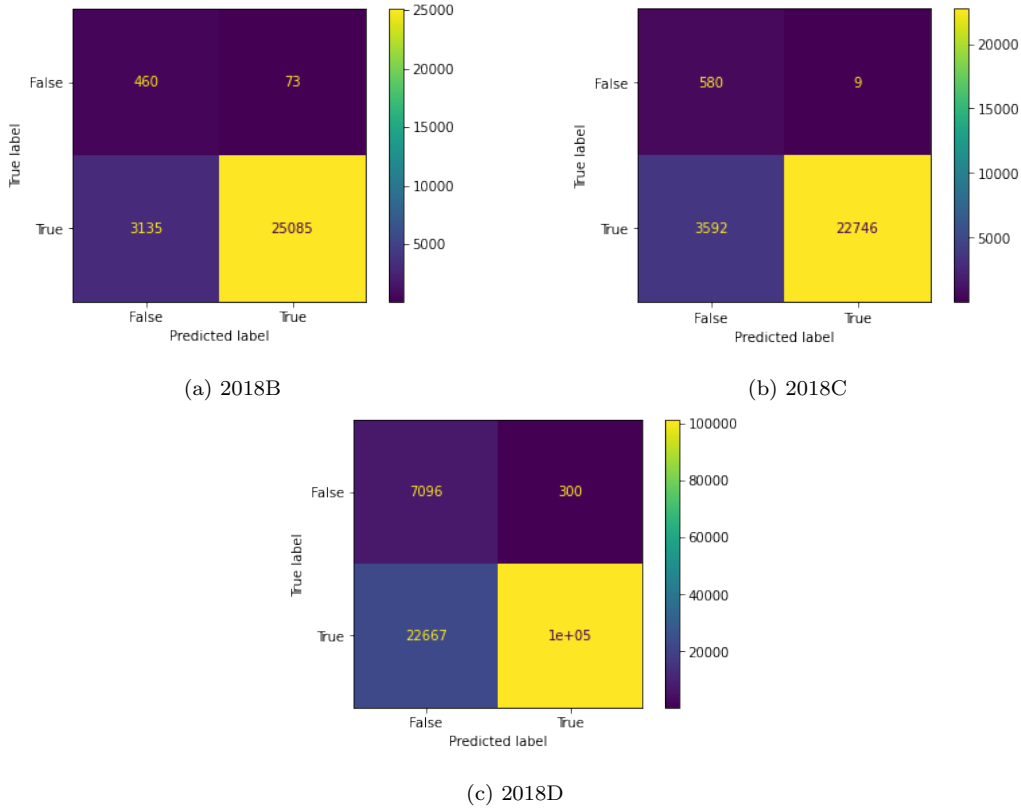 25000
False
460
73
20000
15000
True label
10000
True
3135
25085
5000
False
True
Predicted label
(a) 2018B
20000
False
580
9
15000
True label
10000
True
3592
22746
5000
False
True
Predicted label
(b) 2018C
100000
False
7096
300
80000
60000
True label
40000
True
22667
1e+05
20000
False
True
Predicted label
(c) 2018D